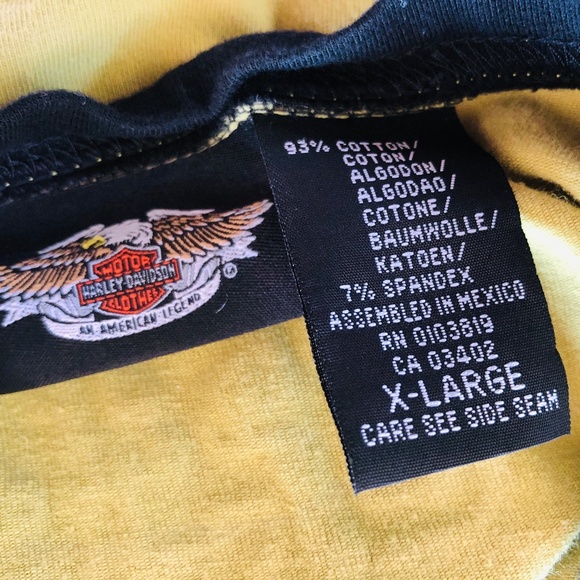 MOTOR
HARLEY-DAVIDSON
CLOTHES
®
AN AMERICAN LEGEND
93% COTTON/
COTON/
ALGODON/
ALGODAO/
COTONE/
BAUMWOLLE/
KATOEN/
7% SPANDEX
ASSEMBLED IN MEXICO
RN 0103819
CA 03402
X-LARGE
CARE SEE SIDE SEAM